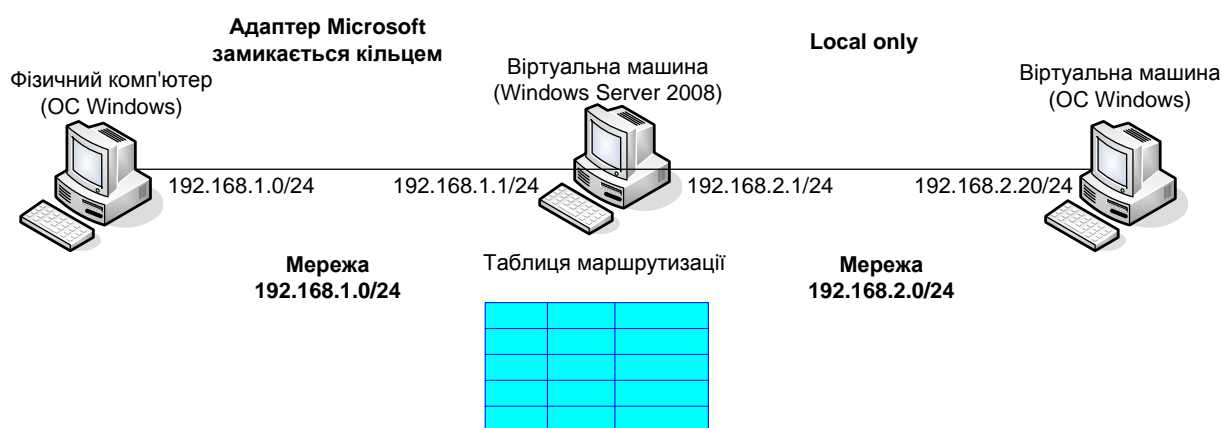 Адаптер Microsoft
замикається кільцем
Local only
Фізичний комп'ютер
(ОС Windows)
Віртуальна машина
(Windows Server 2008)
Віртуальна машина
(ОС Windows)
192.168.1.0/24
192.168.1.1/24
192.168.2.1/24
192.168.2.20/24
Мережа
192.168.1.0/24
Таблиця маршрутизації
Мережа
192.168.2.0/24